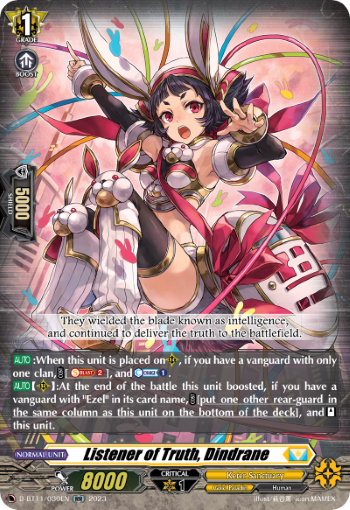 1
GRADE
BOOST
5000
SHIELD
They wielded the blade known as intelligence,
and continued to deliver the truth to the battlefield.
AUTO:When this unit is placed on, if you have a vanguard with only
one clan, 2, and 1.
AUTO[]:At the end of the battle this unit boosted, if you have a
vanguard with "Ezel" in its card name, [put one other rear-guard in
the same column as this unit on the bottom of the deck], and
this unit.
NORMAL UNIT
Listener of Truth, Dindrane
2023
POWER
8000
CRITICAL
1
Keter Sanctuary
Gold Paladin
Human